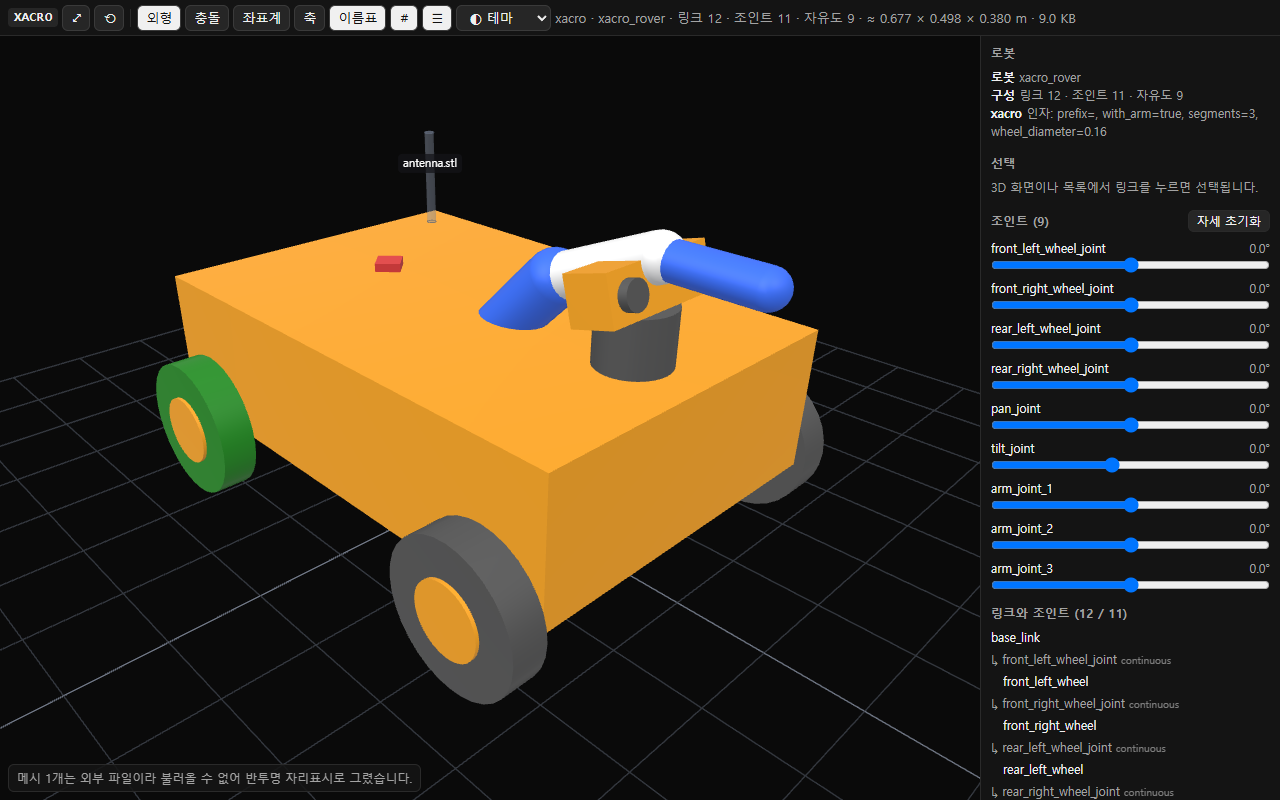 XACRO ⤢ ⟲ 외형 충돌 좌표계 축 이름표 # ☰ ◐ 테마 xacro · xacro_rover · 링크 12 · 조인트 11 · 자유도 9 · ≈ 0.677 × 0.498 × 0.380 m · 9.0 KB
antenna.stl
메시 1개는 외부 파일이라 불러올 수 없어 반투명 자리표시로 그렸습니다.
로봇
로봇 xacro_rover
구성 링크 12 · 조인트 11 · 자유도 9
xacro 인자: prefix=, with_arm=true, segments=3,
wheel_diameter=0.16
선택
3D 화면이나 목록에서 링크를 누르면 선택됩니다.
조인트 (9) 자세 초기화
front_left_wheel_joint 0.0°
front_right_wheel_joint 0.0°
rear_left_wheel_joint 0.0°
rear_right_wheel_joint 0.0°
pan_joint 0.0°
tilt_joint 0.0°
arm_joint_1 0.0°
arm_joint_2 0.0°
arm_joint_3 0.0°
링크와 조인트 (12 / 11)
base_link
↳ front_left_wheel_joint continuous
front_left_wheel
↳ front_right_wheel_joint continuous
front_right_wheel
↳ rear_left_wheel_joint continuous
rear_left_wheel
↳ rear_right_wheel_joint continuous